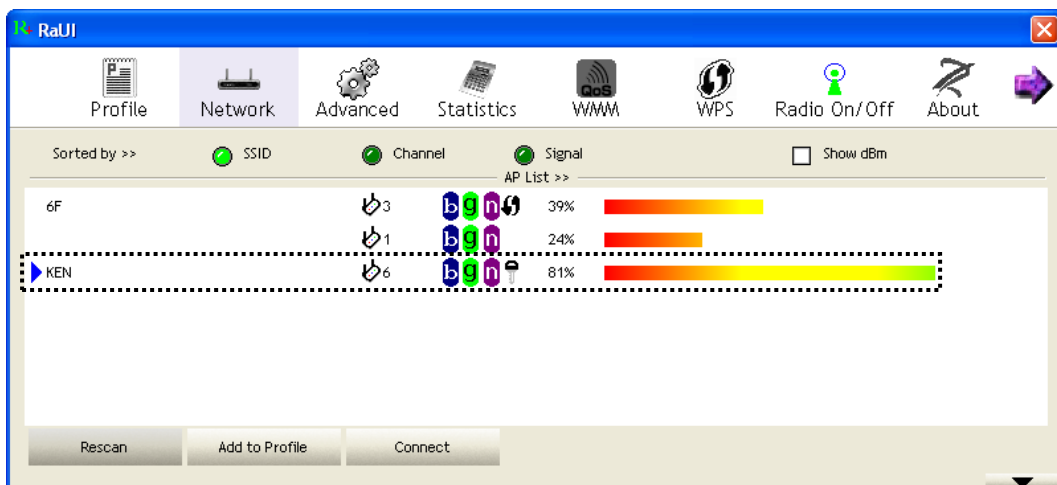 RaUI
Profile Network Advanced Statistics WMM WPS Radio On/Off About
QoS
Sorted by >> SSID Channel Signal Show dBm
AP List >>
6F 3 b g n 39%
1 b g n 24%
KEN 6 b g n 81%
Rescan Add to Profile Connect